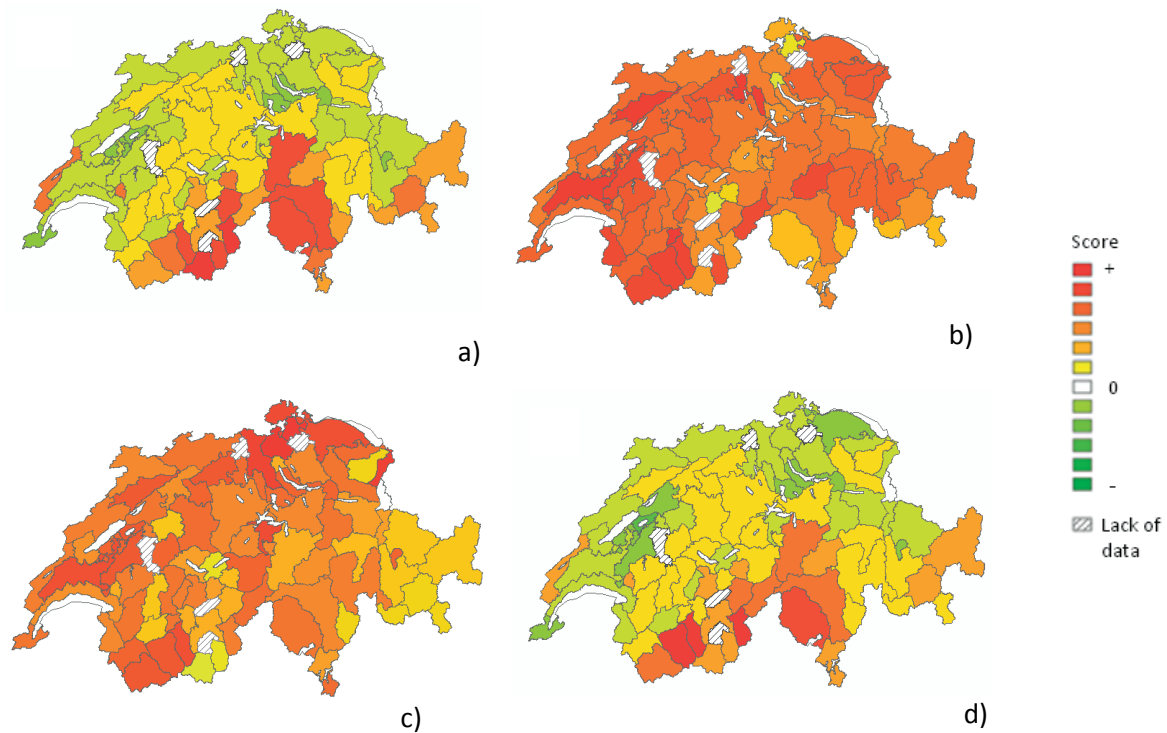 a)
b)
Score
+
0
–
Lack of
data
c)
d)